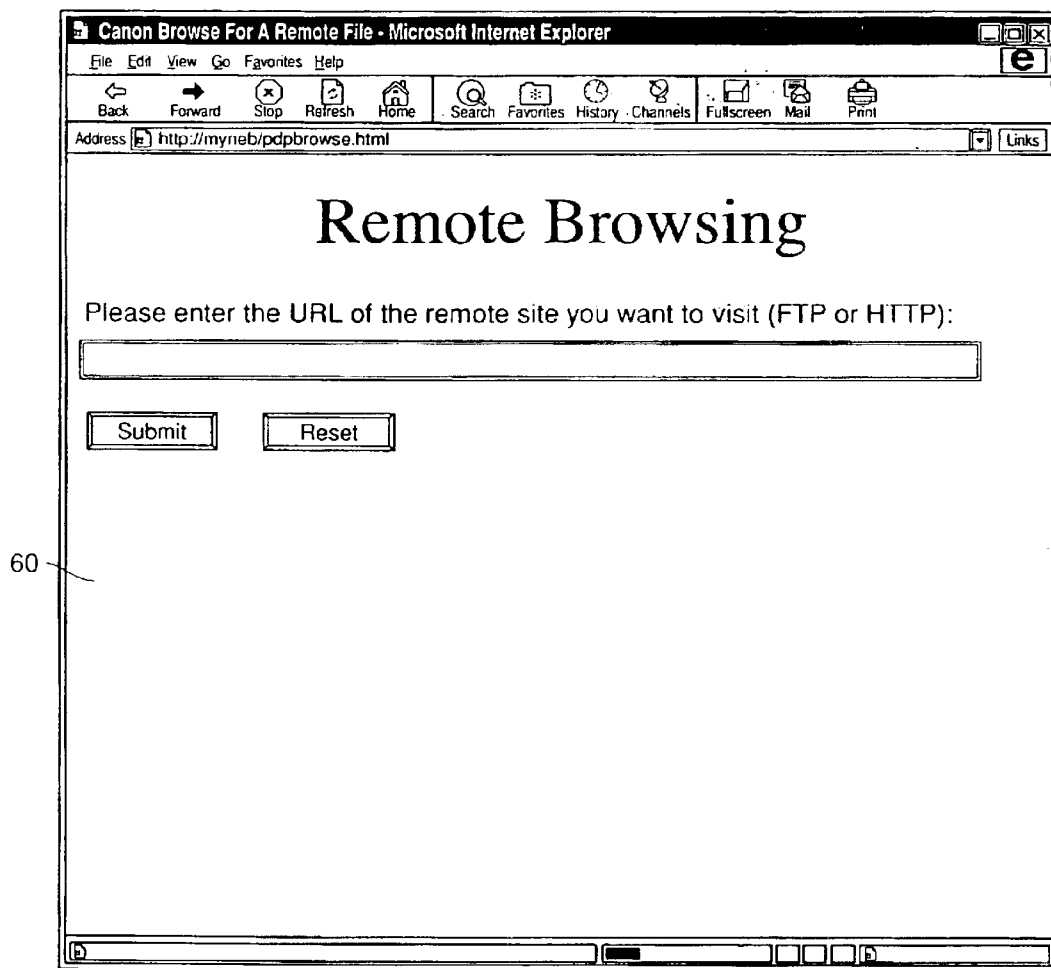 Canon Browse For A Remote File - Microsoft Internet Explorer
File Edit View Go Favorites Help
Back Forward Stop Refresh Home Search Favorites History Channels Fullscreen Mail Print
Address http://myneb/pdpbrowse.html Links
Remote Browsing
Please enter the URL of the remote site you want to visit (FTP or HTTP):
Submit Reset
60